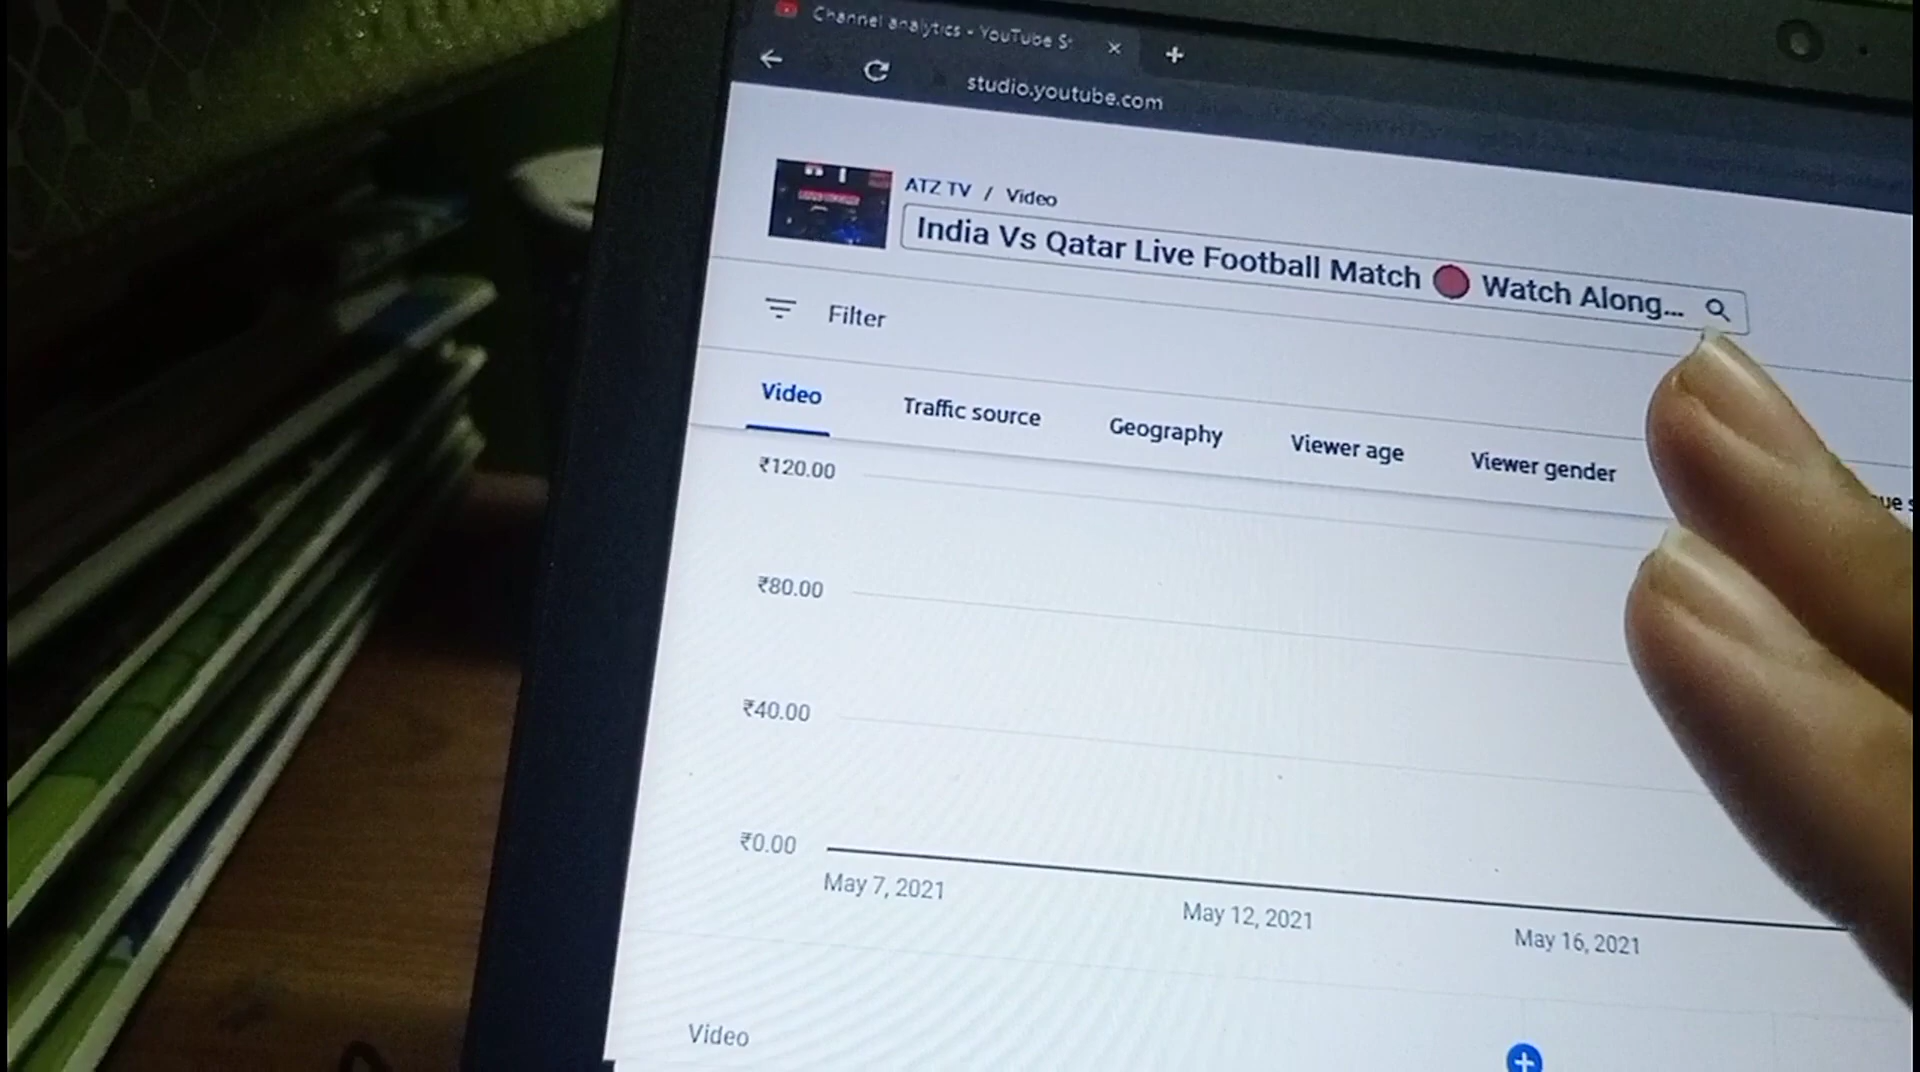 Channel analytics - YouTube S
studio.youtube.com
ATZ TV / Video
India Vs Qatar Live Football Match 🔴 Watch Along...
Filter
Video Traffic source Geography Viewer age Viewer gender
₹120.00
₹80.00
₹40.00
₹0.00
May 7, 2021 May 12, 2021 May 16, 2021
Video